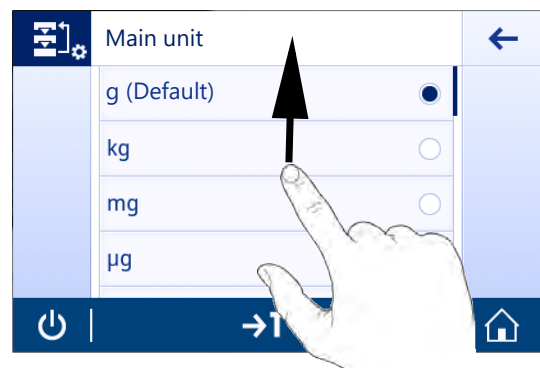 Main unit
g (Default)
kg
mg
µg
→T